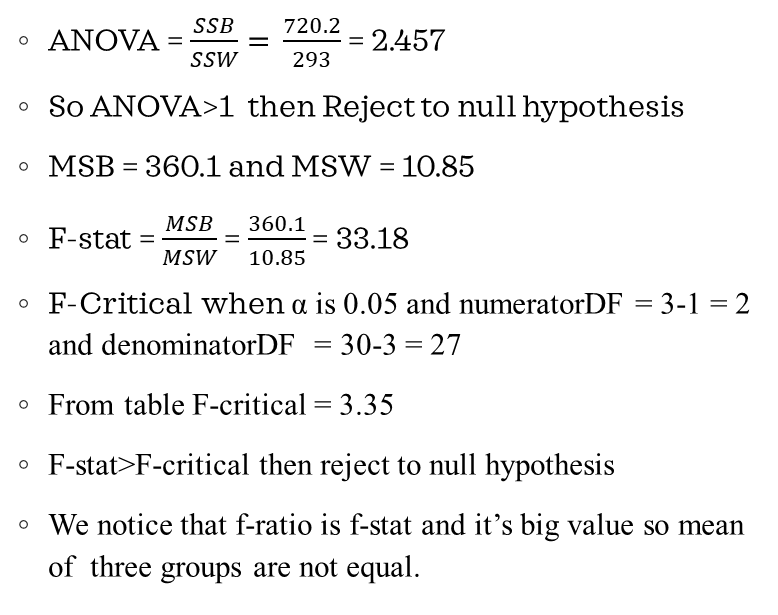 ◦ ANOVA = SSB/SSW = 720.2/293 = 2.457
◦ So ANOVA>1 then Reject to null hypothesis
◦ MSB = 360.1 and MSW = 10.85
◦ F-stat = MSB/MSW = 360.1/10.85 = 33.18
◦ F-Critical when α is 0.05 and numeratorDF = 3-1 = 2
and denominatorDF = 30-3 = 27
◦ From table F-critical = 3.35
◦ F-stat>F-critical then reject to null hypothesis
◦ We notice that f-ratio is f-stat and it’s big value so mean
of three groups are not equal.